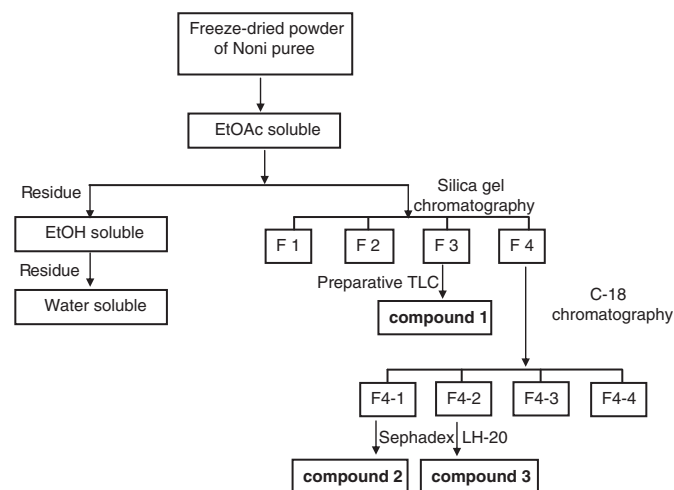 Freeze-dried powder
of Noni puree
EtOAc soluble
Residue
Silica gel
chromatography
EtOH soluble
F 1
F 2
F 3
F 4
Residue
Preparative TLC
Water soluble
compound 1
C-18
chromatography
F4-1
F4-2
F4-3
F4-4
Sephadex LH-20
compound 2
compound 3